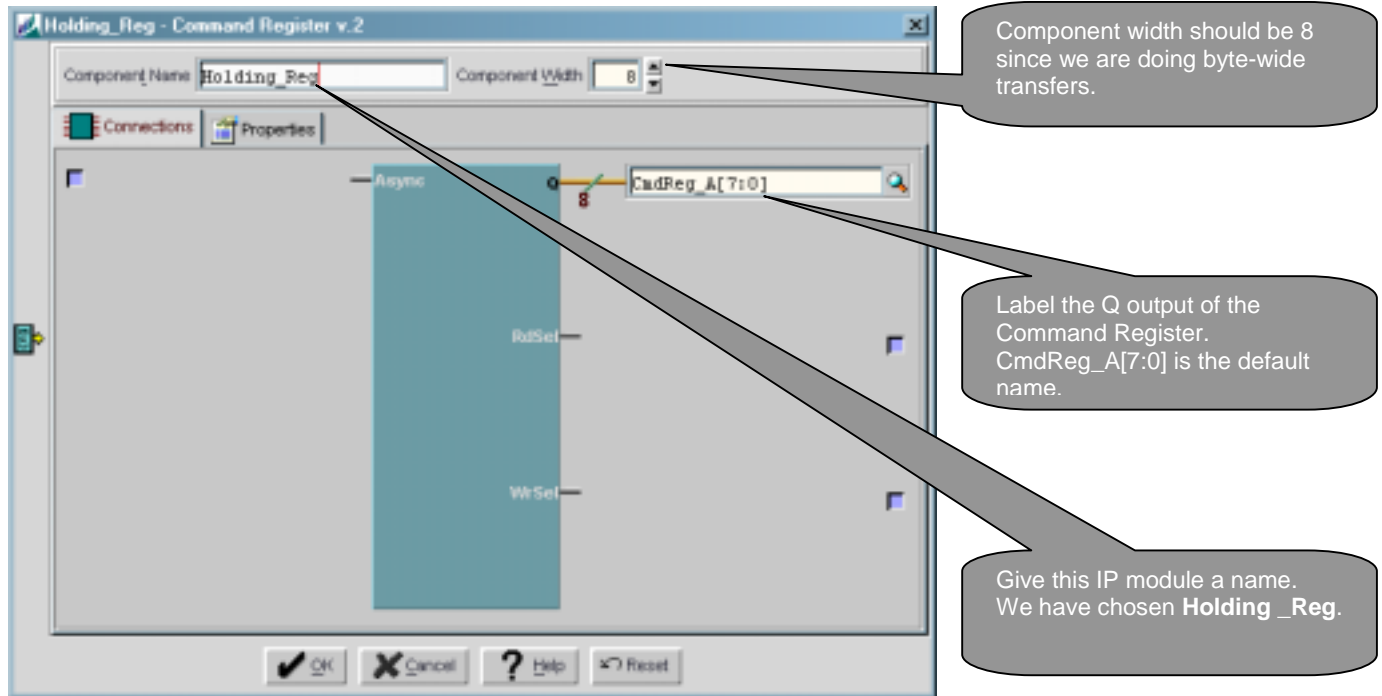 Holding_Reg - Command Register v.2
Component Name Holding_Reg Component Width 8
Component width should be 8
since we are doing byte-wide
transfers.
Connections Properties
Async Q 8 CmdReg_A[7:0]
Label the Q output of the
Command Register.
CmdReg_A[7:0] is the default
name.
RdSel
WrSel
Give this IP module a name.
We have chosen Holding _Reg.
OK Cancel Help Reset